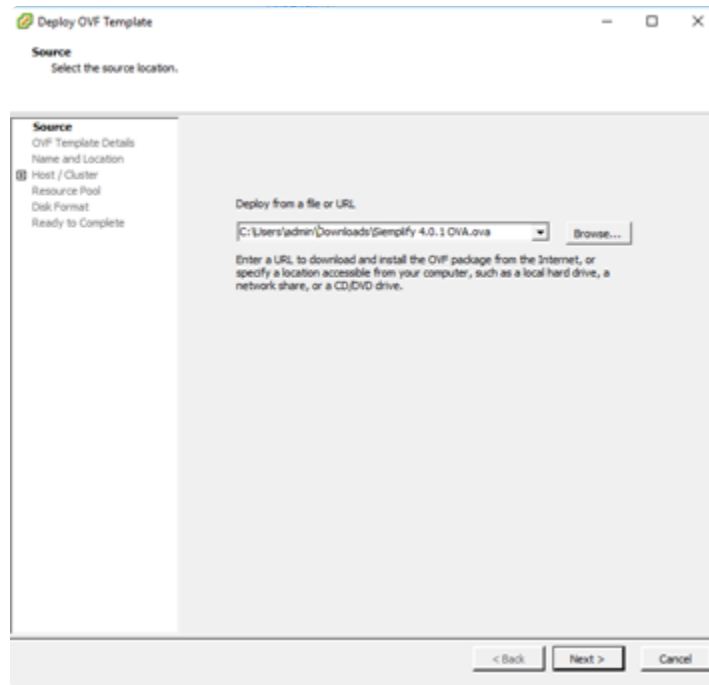 Deploy OVF Template
Source
Select the source location.
Source
OVF Template Details
Name and Location
Host / Cluster
Resource Pool
Disk Format
Ready to Complete
Deploy from a file or URL
C:\Users\admin\Downloads\Siemplify 4.0.1 OVA.ova
Browse...
Enter a URL to download and install the OVF package from the Internet, or
specify a location accessible from your computer, such as a local hard drive, a
network share, or a CD/DVD drive.
< Back
Next >
Cancel